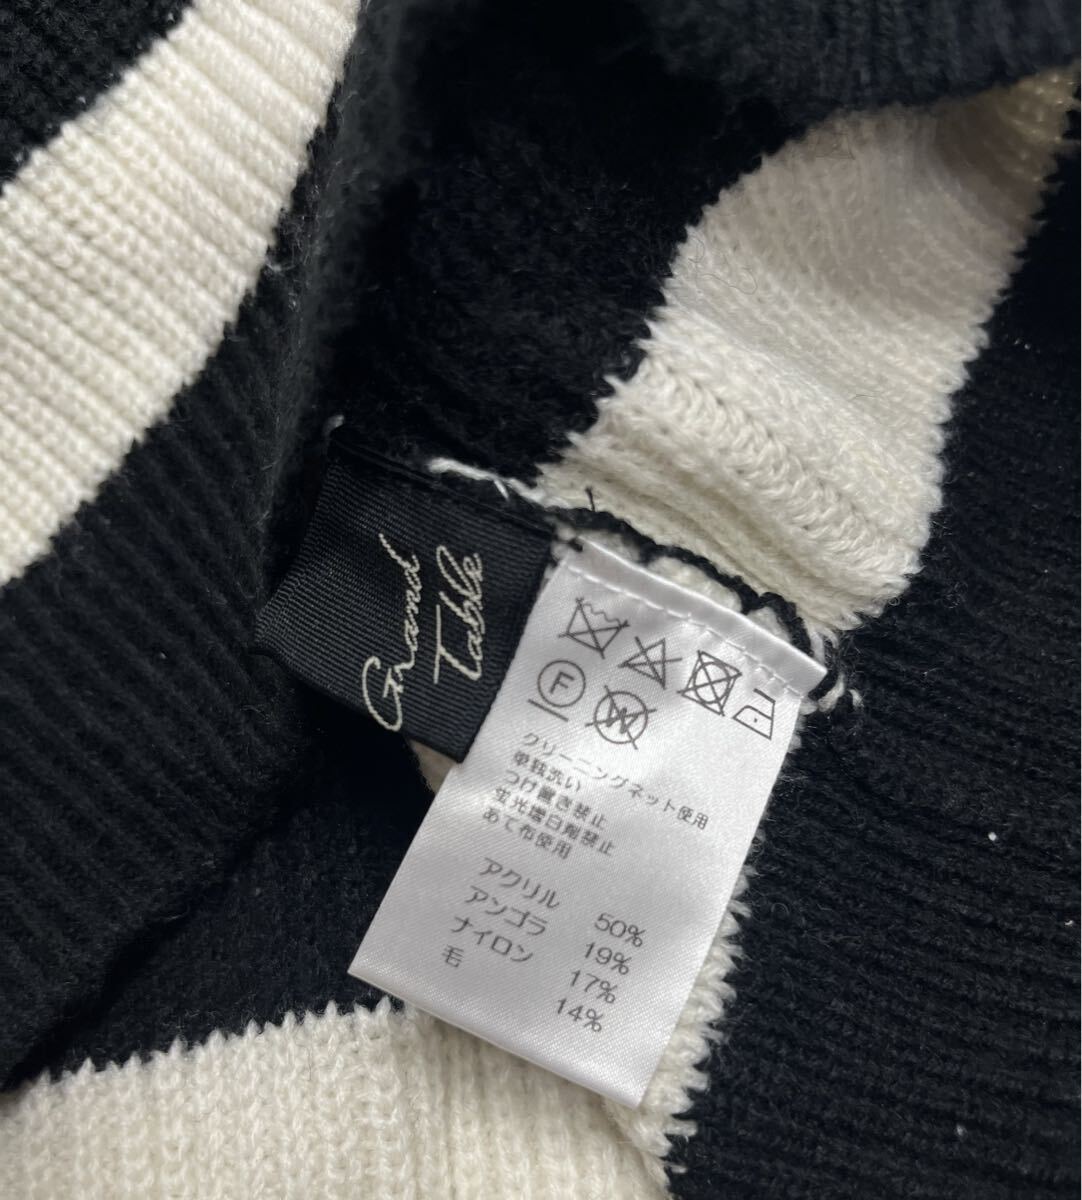 Grand
Table
F
W
クリーニングネット使用
単独洗い
つけ置き禁止
蛍光増白剤禁止
あて布使用
アクリル 50%
アンゴラ 19%
ナイロン 17%
毛 14%